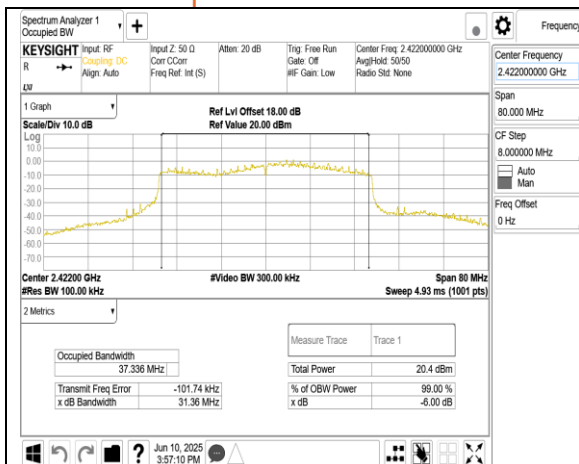 Spectrum Analyzer 1
Occupied BW
Frequency
KEYSIGHT
R
Input: RF
Coupling: DC
Align: Auto
Input Z: 50 Ω
Corr CCorr
Freq Ref: Int (S)
Atten: 20 dB
Trig: Free Run
Gate: Off
#IF Gain: Low
Center Freq: 2.422000000 GHz
Avg|Hold: 50/50
Radio Std: None
Center Frequency
2.422000000 GHz
Span
80.000 MHz
CF Step
8.000000 MHz
Auto
Man
Freq Offset
0 Hz
1 Graph
Scale/Div 10.0 dB
Ref Lvl Offset 18.00 dB
Ref Value 20.00 dBm
Log
10.0
0.00
-10.0
-20.0
-30.0
-40.0
-50.0
-60.0
-70.0
Center 2.42200 GHz
#Res BW 100.00 kHz
#Video BW 300.00 kHz
Span 80 MHz
Sweep 4.93 ms (1001 pts)
2 Metrics
Measure Trace Trace 1
Occupied Bandwidth
37.336 MHz
Total Power 20.4 dBm
Transmit Freq Error -101.74 kHz
% of OBW Power 99.00 %
x dB Bandwidth 31.36 MHz
x dB -6.00 dB
?
Jun 10, 2025
3:57:10 PM